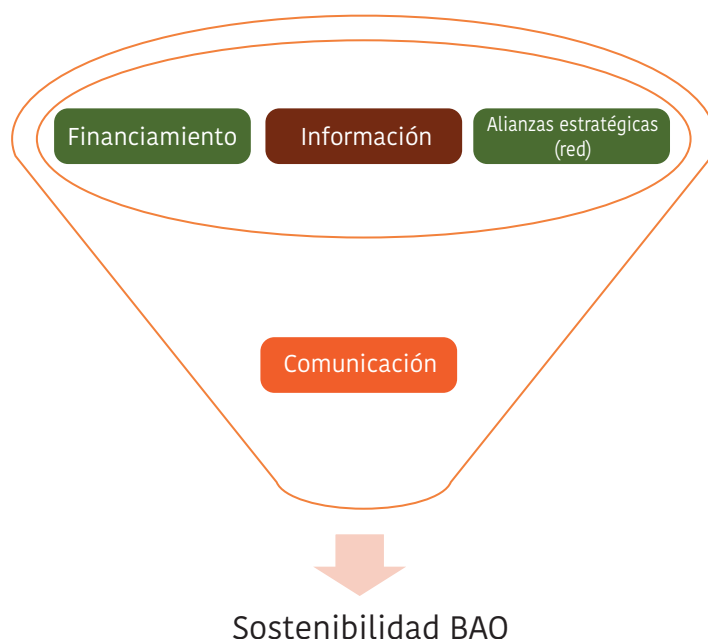 Financiamiento
Información
Alianzas estratégicas
(red)
Comunicación
Sostenibilidad BAO